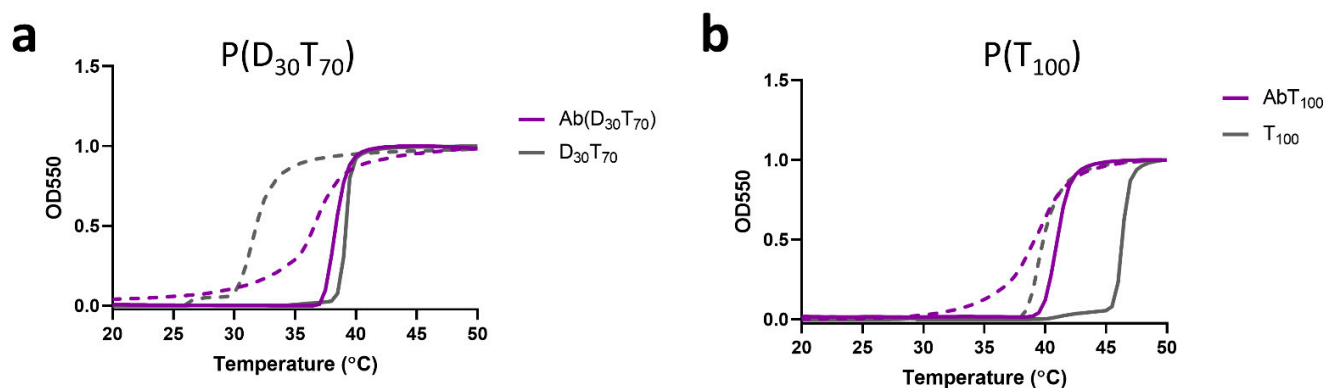 a
P(D₃₀T₇₀)
1.5
1.0
0.5
0.0
OD550
20 25 30 35 40 45 50
Temperature (°C)
Ab(D₃₀T₇₀)
D₃₀T₇₀
b
P(T₁₀₀)
1.5
1.0
0.5
0.0
OD550
20 25 30 35 40 45 50
Temperature (°C)
AbT₁₀₀
T₁₀₀